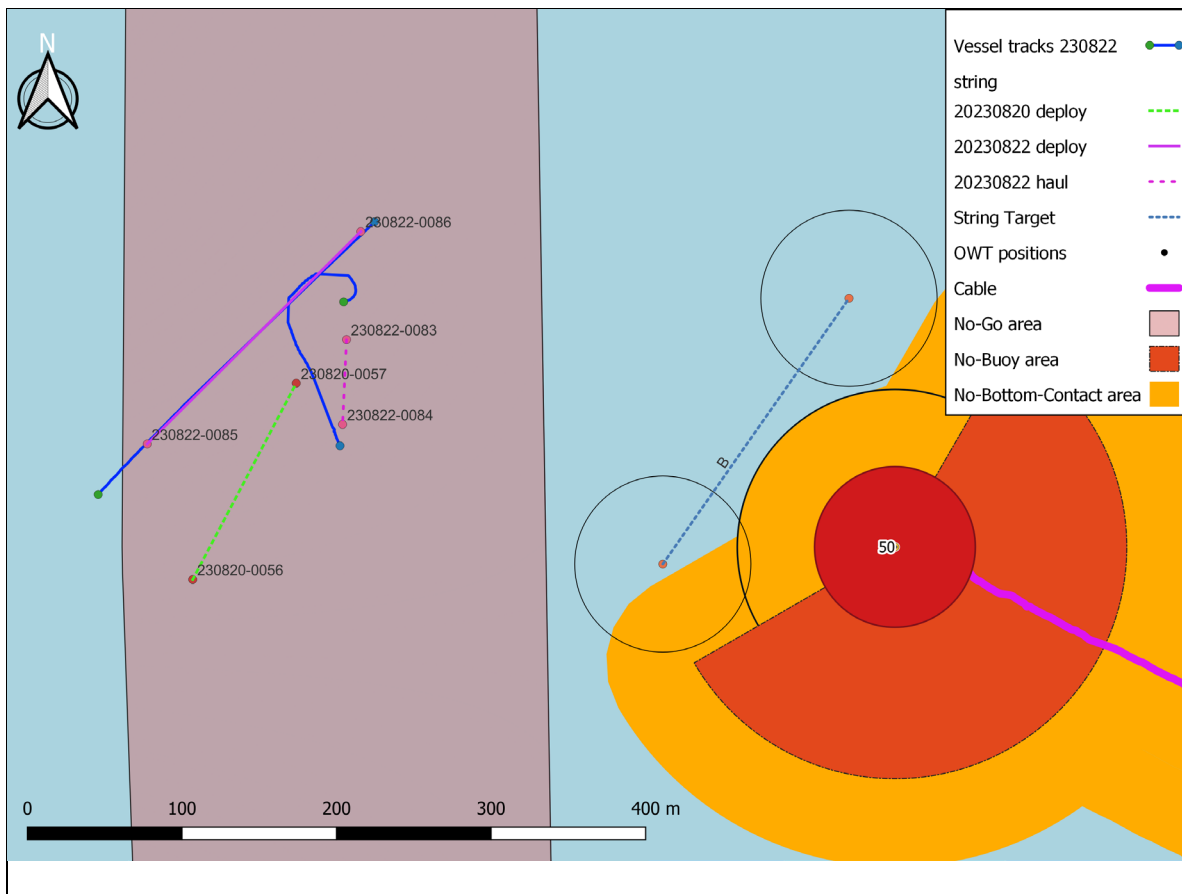 N
Vessel tracks 230822
string
20230820 deploy
20230822 deploy
20230822 haul
String Target
OWT positions
Cable
No-Go area
No-Buoy area
No-Bottom-Contact area
230822-0086
230822-0083
230820-0057
230822-0084
230822-0085
B
50
230820-0056
0 100 200 300 400 m